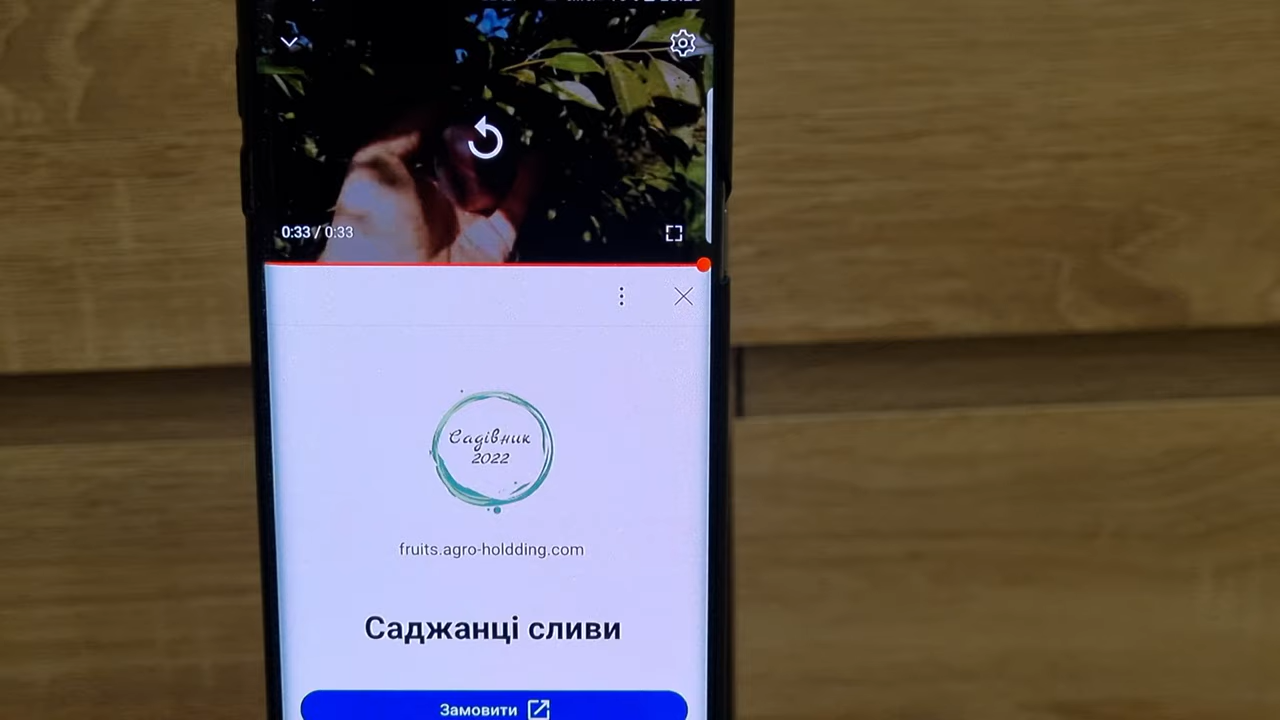 0:33 / 0:33
Садівник
2022
fruits.agro-holdding.com
Саджанці сливи
Замовити